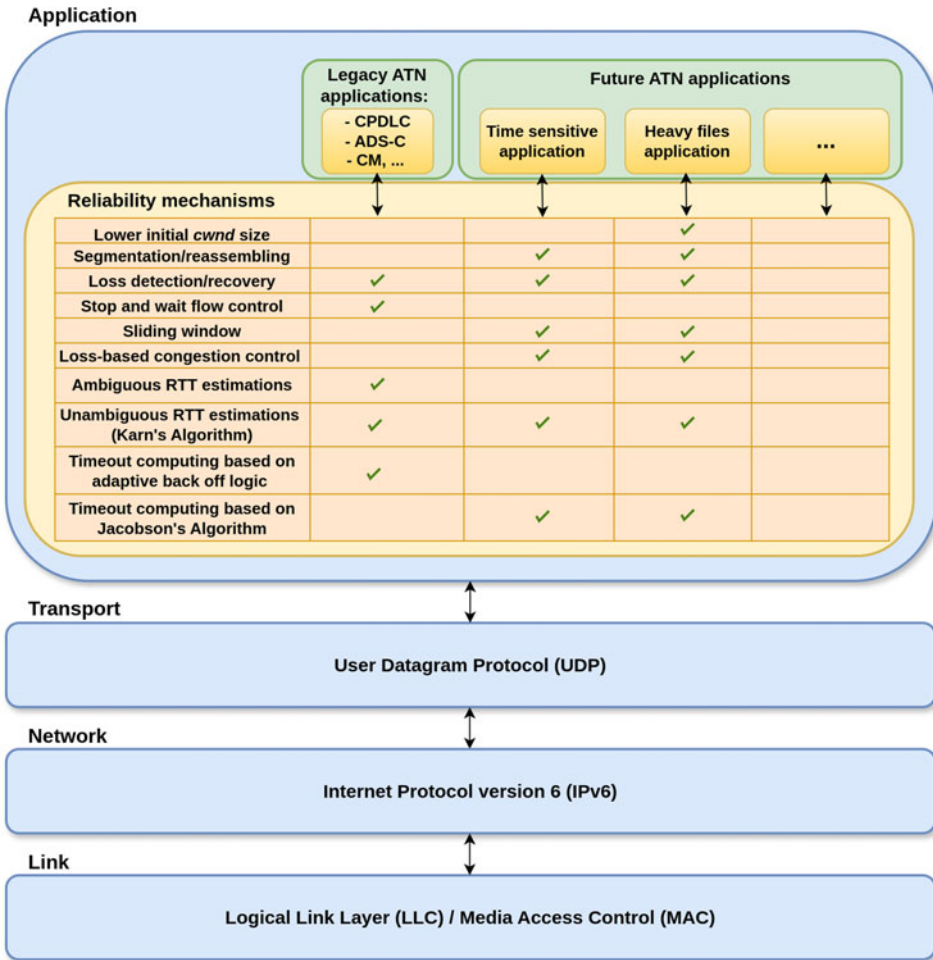 Application
Legacy ATN
applications:
- CPDLC
- ADS-C
- CM, ...
Future ATN applications
Time sensitive
application
Heavy files
application
...
Reliability mechanisms
Lower initial cwnd size
✓
Segmentation/reassembling
✓ ✓
Loss detection/recovery
✓ ✓ ✓
Stop and wait flow control
✓
Sliding window
✓ ✓
Loss-based congestion control
✓ ✓
Ambiguous RTT estimations
✓
Unambiguous RTT estimations
(Karn's Algorithm)
✓ ✓ ✓
Timeout computing based on
adaptive back off logic
✓
Timeout computing based on
Jacobson's Algorithm
✓ ✓
Transport
User Datagram Protocol (UDP)
Network
Internet Protocol version 6 (IPv6)
Link
Logical Link Layer (LLC) / Media Access Control (MAC)